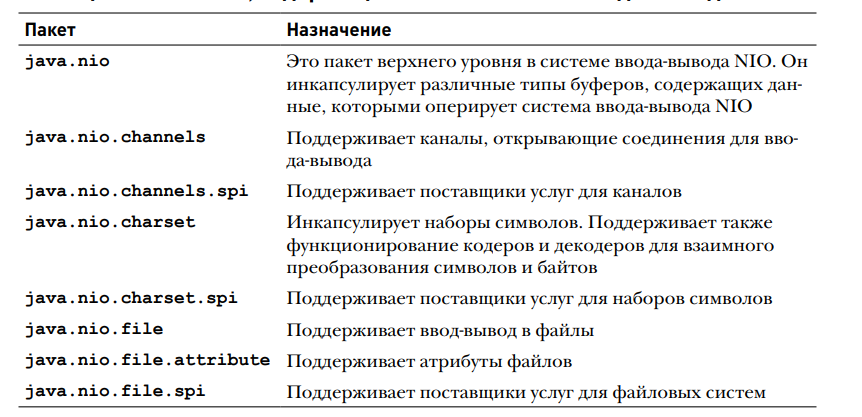 Пакет Назначение
java.nio Это пакет верхнего уровня в системе ввода-вывода NIO. Он
инкапсулирует различные типы буферов, содержащих дан-
ные, которыми оперирует система ввода-вывода NIO
java.nio.channels Поддерживает каналы, открывающие соединения для вво-
да-вывода
java.nio.channels.spi Поддерживает поставщики услуг для каналов
java.nio.charset Инкапсулирует наборы символов. Поддерживает также
функционирование кодеров и декодеров для взаимного
преобразования символов и байтов
java.nio.charset.spi Поддерживает поставщики услуг для наборов символов
java.nio.file Поддерживает ввод-вывод в файлы
java.nio.file.attribute Поддерживает атрибуты файлов
java.nio.file.spi Поддерживает поставщики услуг для файловых систем